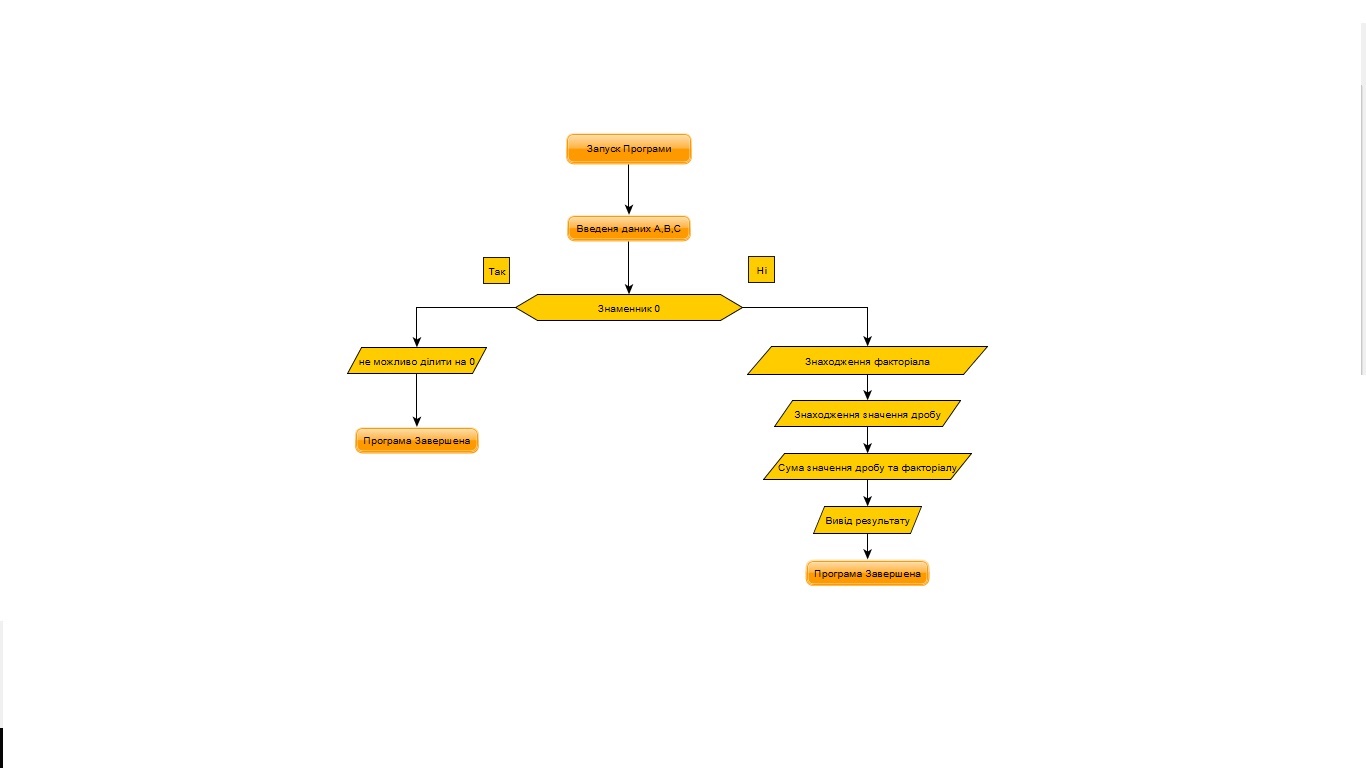 Запуск Програми
Введеня даних A,B,C
Так
Ні
Знаменник 0
не можливо ділити на 0
Програма Завершена
Знаходження факторіала
Знаходження значення дробу
Сума значення дробу та факторіалу
Вивід результату
Програма Завершена